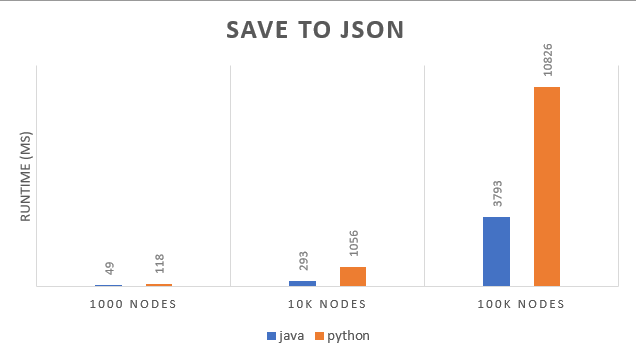 SAVE TO JSON
RUNTIME (MS)
49
118
293
1056
3793
10826
1000 NODES
10K NODES
100K NODES
java
python